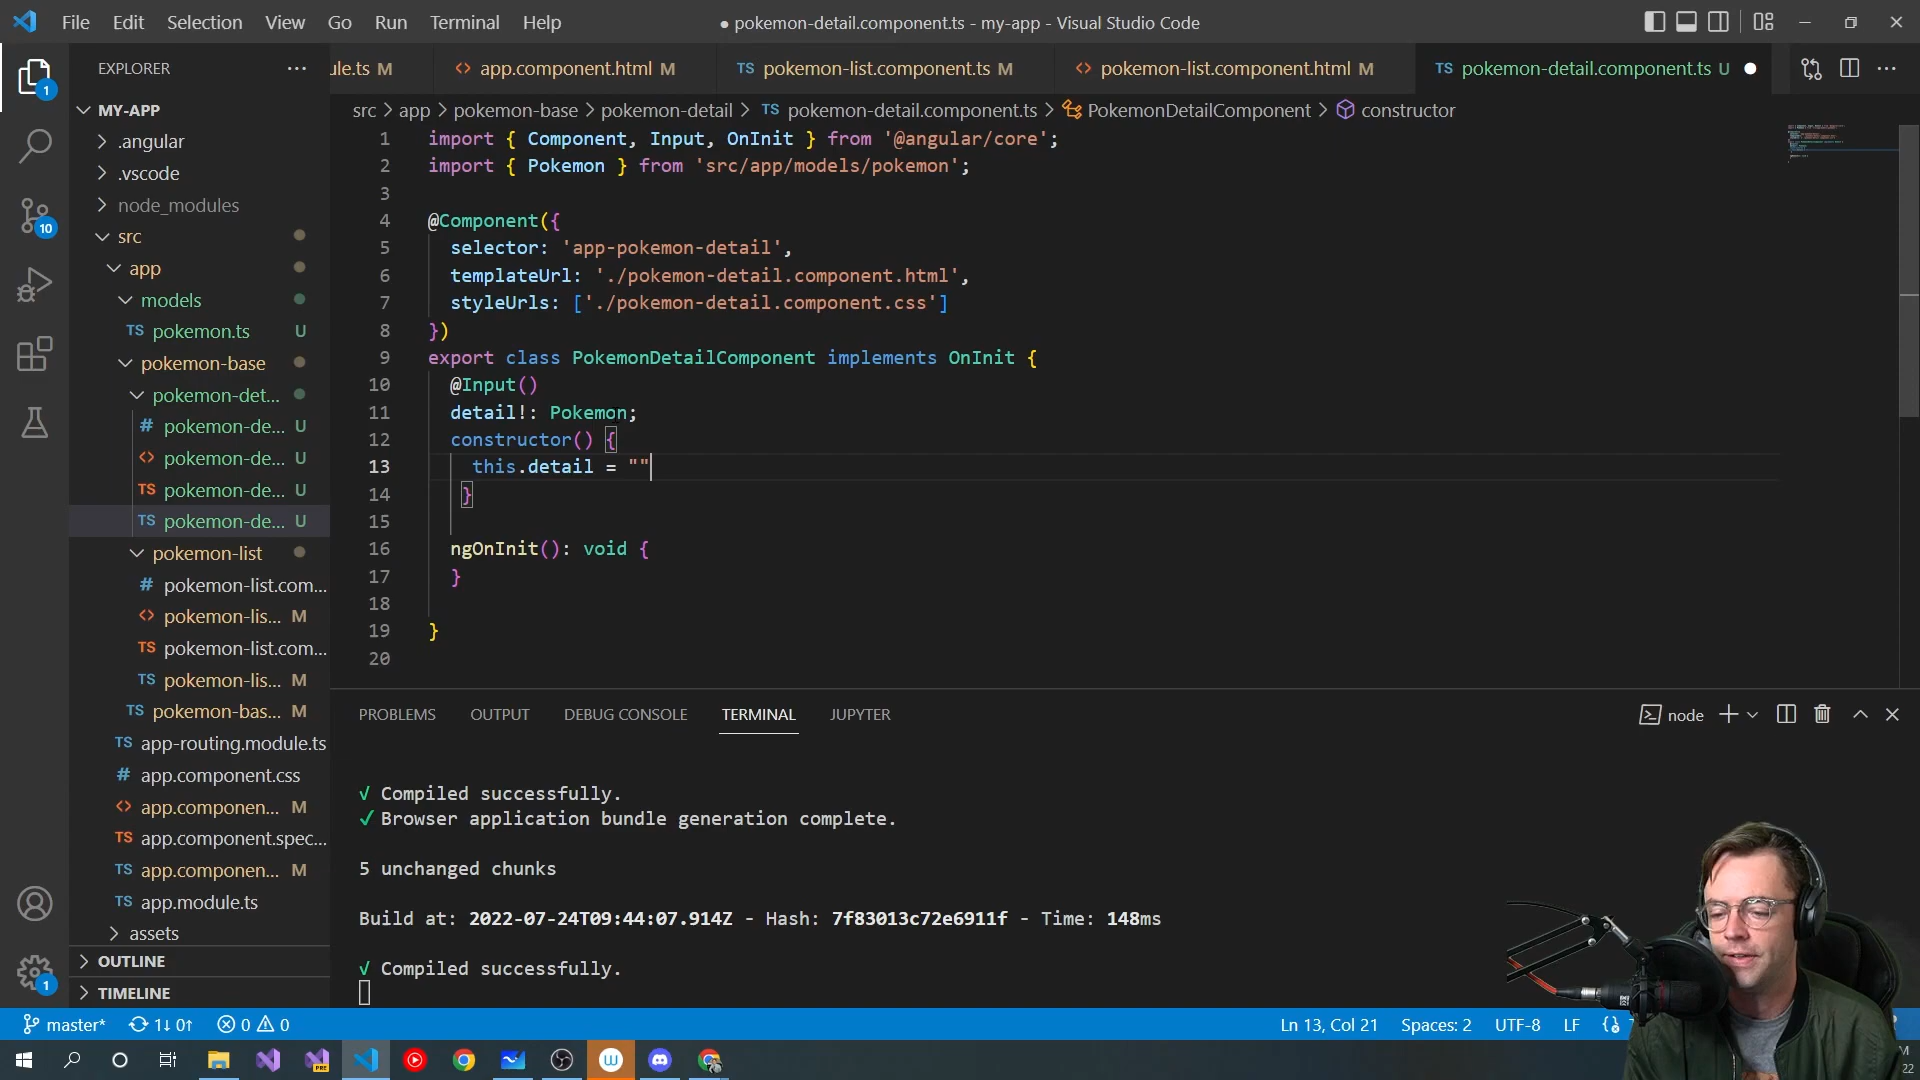 File Edit Selection View Go Run Terminal Help
● pokemon-detail.component.ts - my-app - Visual Studio Code
EXPLORER
ule.ts M
<> app.component.html M
TS pokemon-list.component.ts M
<> pokemon-list.component.html M
TS pokemon-detail.component.ts U
src > app > pokemon-base > pokemon-detail > TS pokemon-detail.component.ts > PokemonDetailComponent > constructor
1
10
1
MY-APP
.angular
.vscode
node_modules
src
app
models
TS pokemon.ts U
pokemon-base
pokemon-det...
# pokemon-de... U
<> pokemon-de... U
TS pokemon-de... U
TS pokemon-de... U
pokemon-list
# pokemon-list.com...
<> pokemon-lis... M
TS pokemon-list.com...
TS pokemon-lis... M
TS pokemon-bas... M
TS app-routing.module.ts
# app.component.css
<> app.componen... M
TS app.component.spec...
TS app.componen... M
TS app.module.ts
assets
OUTLINE
TIMELINE
1 import { Component, Input, OnInit } from '@angular/core';
2 import { Pokemon } from 'src/app/models/pokemon';
3
4 @Component({
5 selector: 'app-pokemon-detail',
6 templateUrl: './pokemon-detail.component.html',
7 styleUrls: ['./pokemon-detail.component.css']
8 })
9 export class PokemonDetailComponent implements OnInit {
10 @Input()
11 detail!: Pokemon;
12 constructor() {
13 this.detail = ""
14 }
15
16 ngOnInit(): void {
17 }
18
19 }
20
PROBLEMS OUTPUT DEBUG CONSOLE TERMINAL JUPYTER
node
√ Compiled successfully.
✓ Browser application bundle generation complete.
5 unchanged chunks
Build at: 2022-07-24T09:44:07.914Z - Hash: 7f83013c72e6911f - Time: 148ms
√ Compiled successfully.
master* 1↓ 0↑ 0 0
Ln 13, Col 21 Spaces: 2 UTF-8 LF
PRE
W